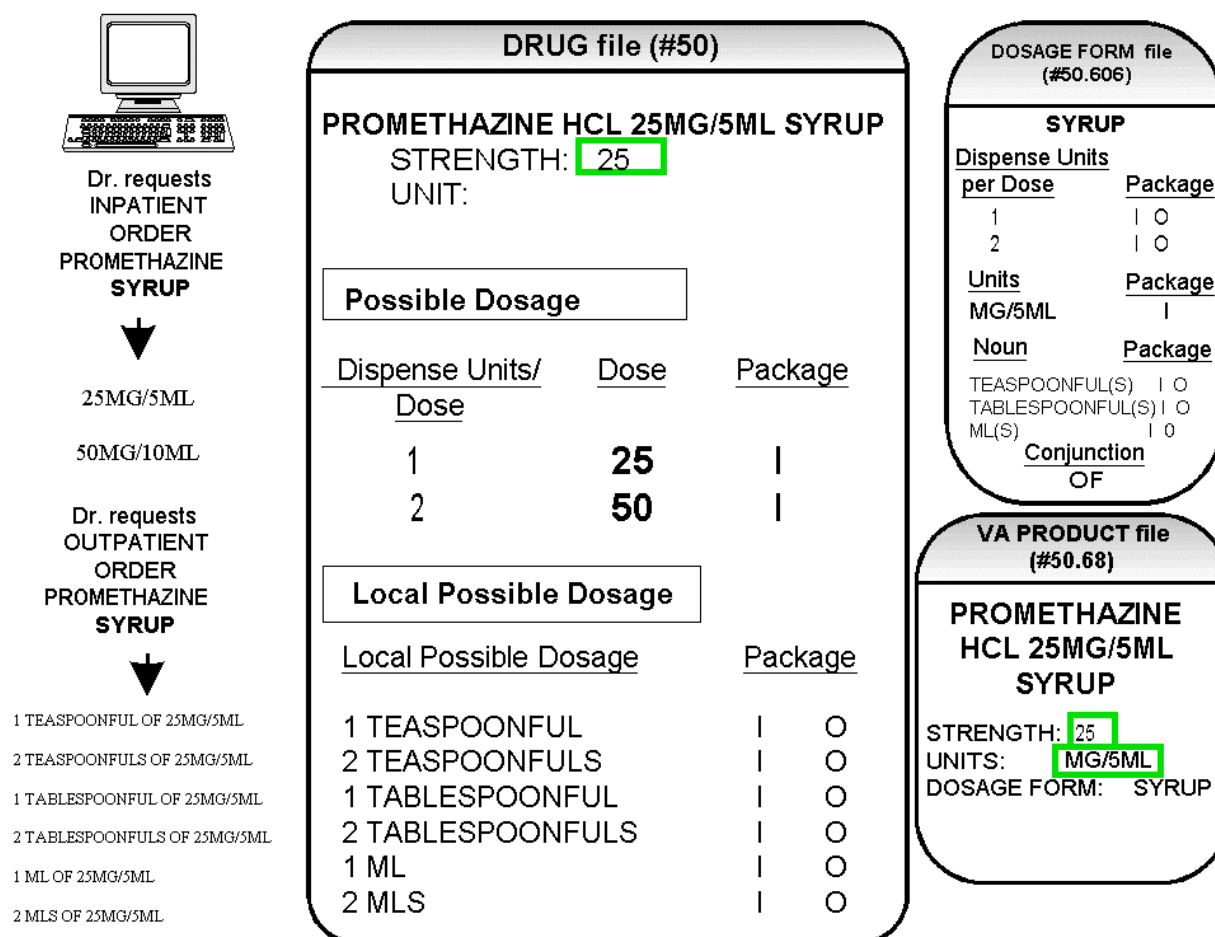 Dr. requests
INPATIENT
ORDER
PROMETHAZINE
SYRUP
25MG/5ML
50MG/10ML
Dr. requests
OUTPATIENT
ORDER
PROMETHAZINE
SYRUP
1 TEASPOONFUL OF 25MG/5ML
2 TEASPOONFULS OF 25MG/5ML
1 TABLESPOONFUL OF 25MG/5ML
2 TABLESPOONFULS OF 25MG/5ML
1 ML OF 25MG/5ML
2 MLS OF 25MG/5ML
DRUG file (#50)
PROMETHAZINE HCL 25MG/5ML SYRUP
STRENGTH: 25
UNIT:
Possible Dosage
Dispense Units/ Dose Package
Dose
1 25 I
2 50 I
Local Possible Dosage
Local Possible Dosage Package
1 TEASPOONFUL I O
2 TEASPOONFULS I O
1 TABLESPOONFUL I O
2 TABLESPOONFULS I O
1 ML I O
2 MLS I O
DOSAGE FORM file
(#50.606)
SYRUP
Dispense Units
per Dose Package
1 I O
2 I O
Units Package
MG/5ML I
Noun Package
TEASPOONFUL(S) I O
TABLESPOONFUL(S) I O
ML(S) I 0
Conjunction
OF
VA PRODUCT file
(#50.68)
PROMETHAZINE
HCL 25MG/5ML
SYRUP
STRENGTH: 25
UNITS: MG/5ML
DOSAGE FORM: SYRUP